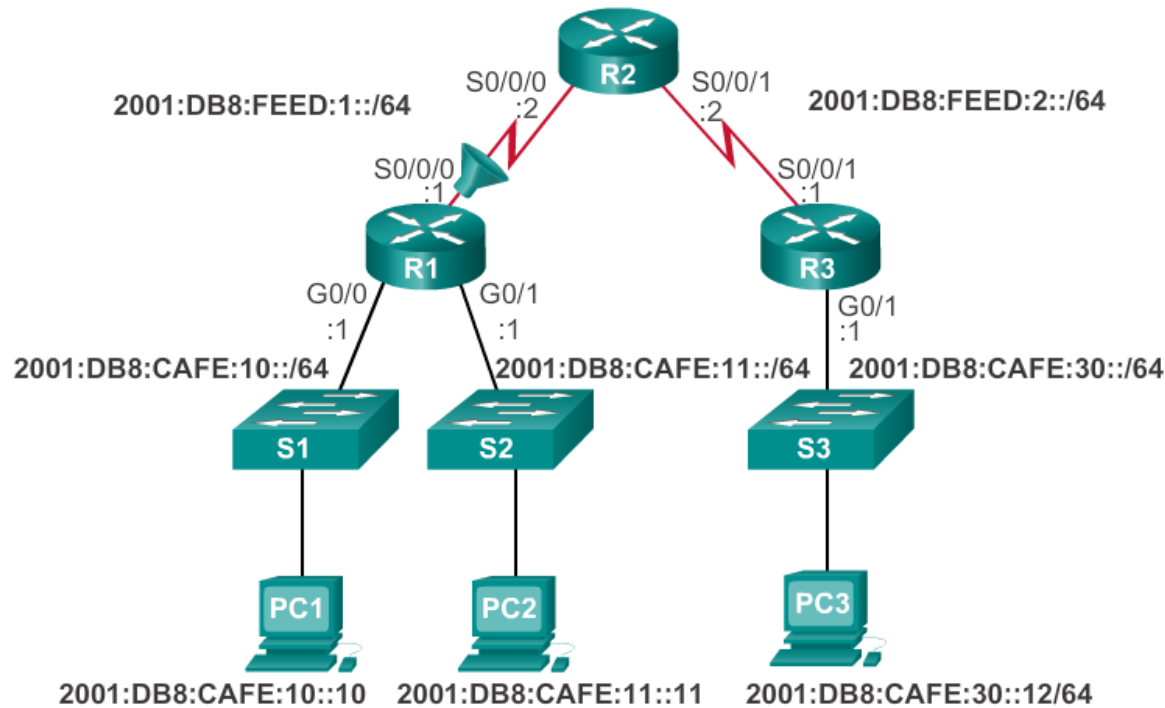 R2
S0/0/0
:2
S0/0/1
:2
2001:DB8:FEED:1::/64
2001:DB8:FEED:2::/64
S0/0/0
:1
S0/0/1
:1
R1
R3
G0/0
:1
G0/1
:1
G0/1
:1
2001:DB8:CAFE:10::/64
2001:DB8:CAFE:11::/64
2001:DB8:CAFE:30::/64
S1
S2
S3
PC1
PC2
PC3
2001:DB8:CAFE:10::10
2001:DB8:CAFE:11::11
2001:DB8:CAFE:30::12/64